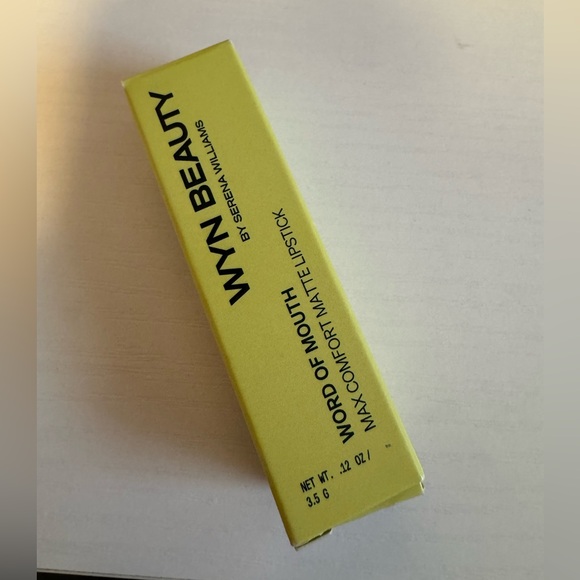 WYN BEAUTY
BY SERENA WILLIAMS
WORD OF MOUTH
MAX COMFORT MATTE LIPSTICK
NET WT. .12 OZ/
3.5 G